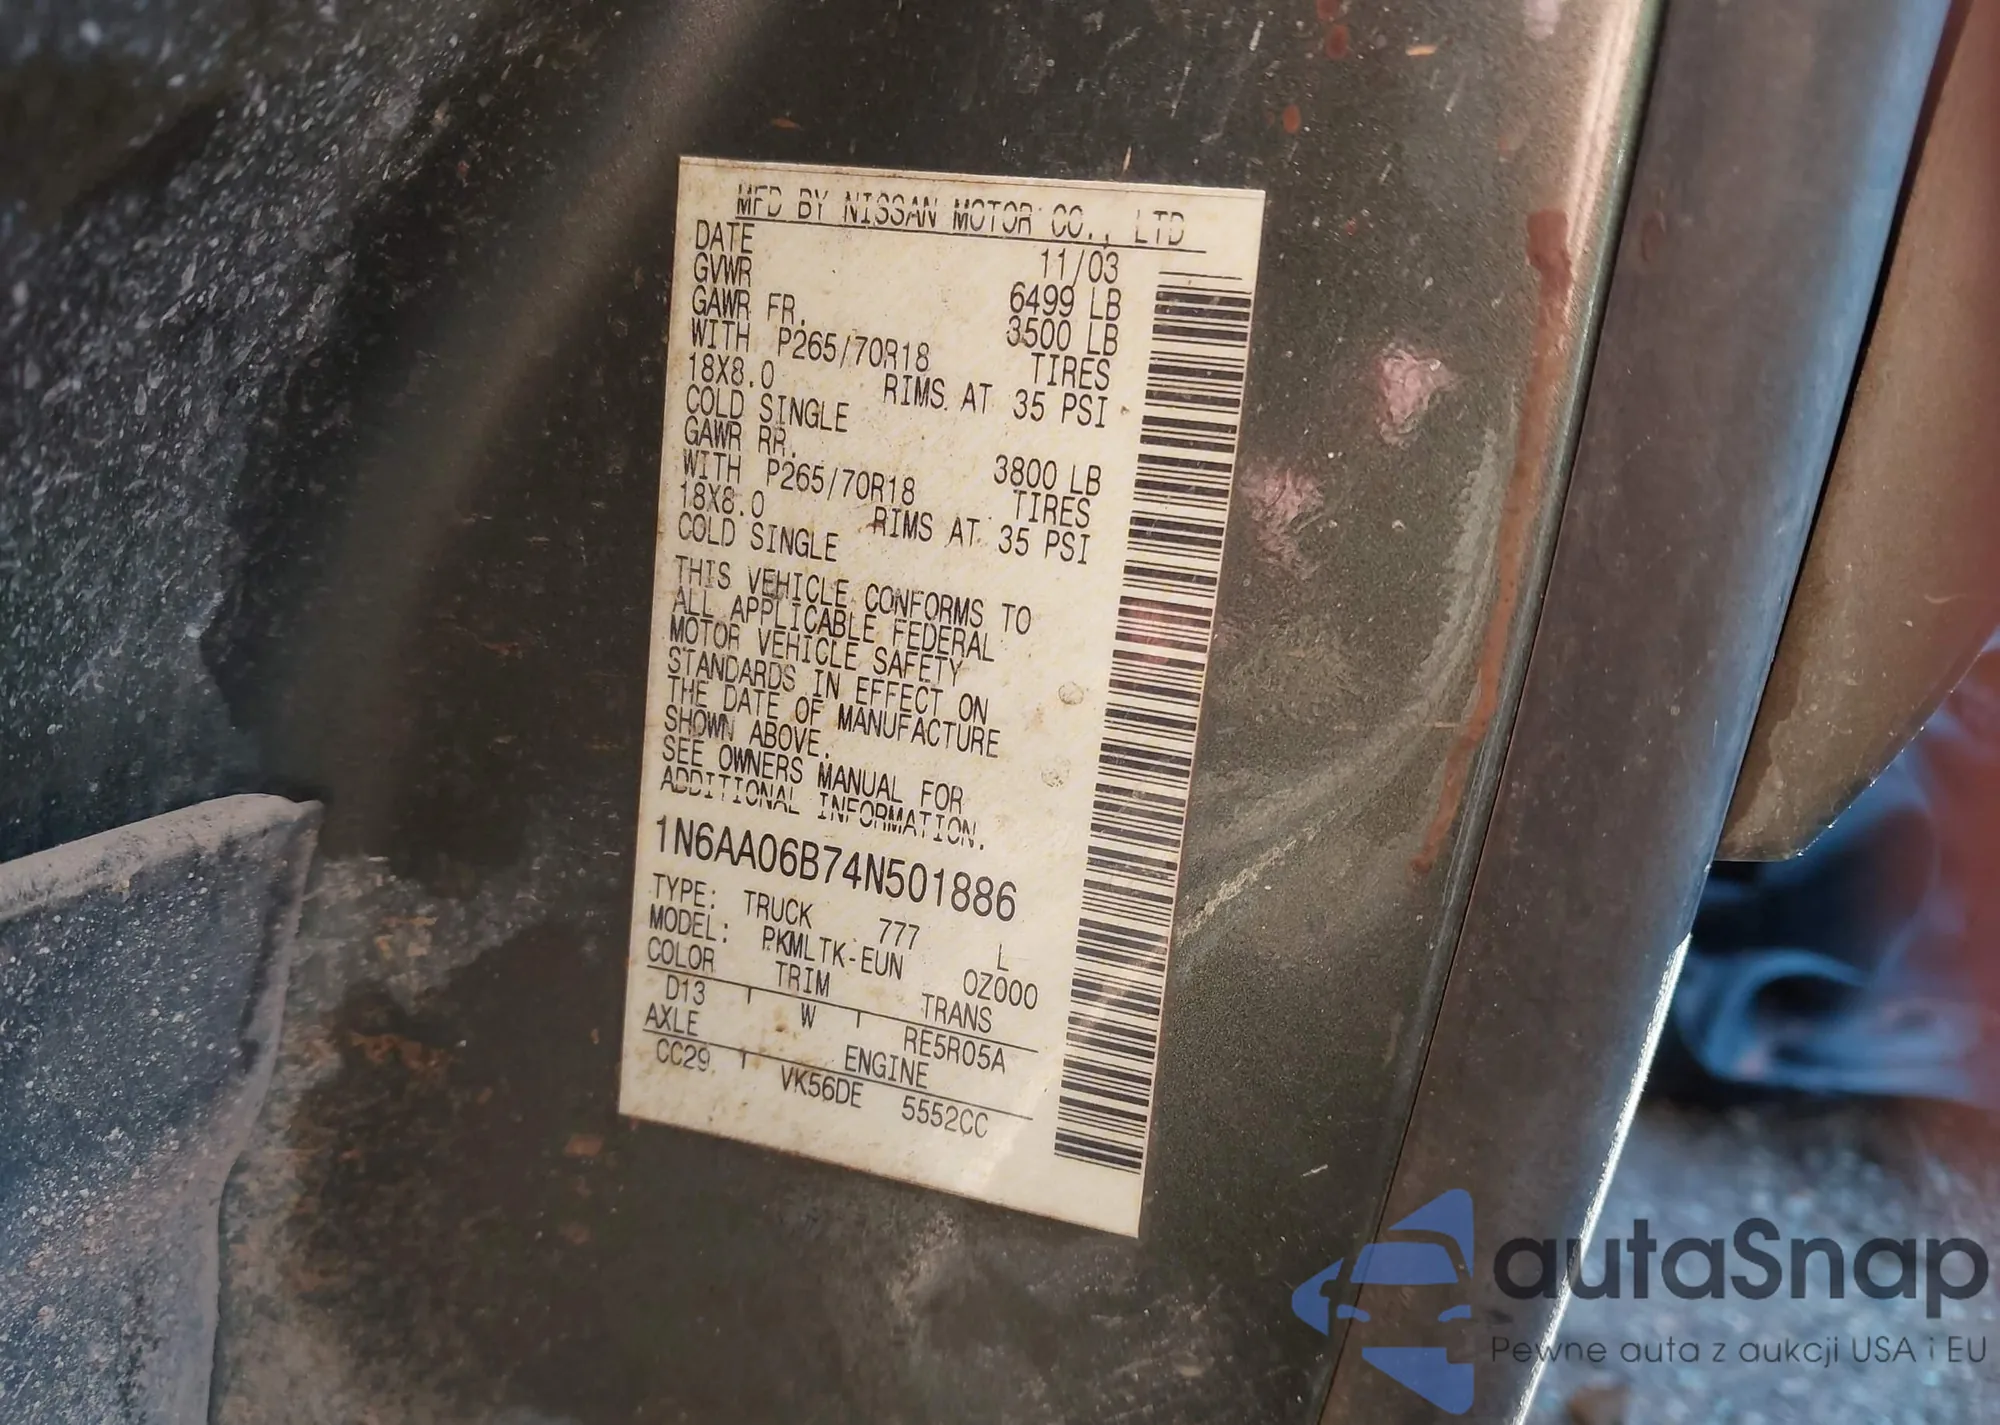 MFD BY NISSAN MOTOR CO., LTD
DATE 11/03
GVWR 6499 LB
GAWR FR. 3500 LB
WITH P265/70R18 TIRES
18X8.0 RIMS AT 35 PSI
COLD SINGLE
GAWR RR. 3800 LB
WITH P265/70R18 TIRES
18X8.0 RIMS AT 35 PSI
COLD SINGLE
THIS VEHICLE CONFORMS TO
ALL APPLICABLE FEDERAL
MOTOR VEHICLE SAFETY
STANDARDS IN EFFECT ON
THE DATE OF MANUFACTURE
SHOWN ABOVE.
SEE OWNERS MANUAL FOR
ADDITIONAL INFORMATION.
1N6AA06B74N501886
TYPE: TRUCK 777 L
MODEL: PKMLTK-EUN 0Z000
COLOR TRIM TRANS
D13 W RE5R05A
AXLE ENGINE
CC29 VK56DE 5552CC
autaSnap
Pewne auta z aukcji USA i EU